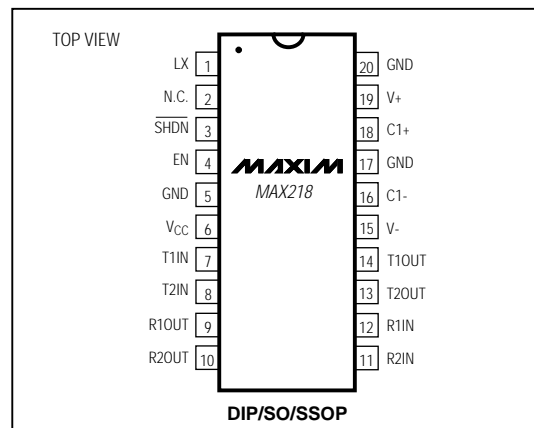 TOP VIEW
LX 1
N.C. 2
SHDN 3
EN 4
GND 5
VCC 6
T1IN 7
T2IN 8
R1OUT 9
R2OUT 10
20 GND
19 V+
18 C1+
17 GND
16 C1-
15 V-
14 T1OUT
13 T2OUT
12 R1IN
11 R2IN
MAXIM
MAX218
DIP/SO/SSOP